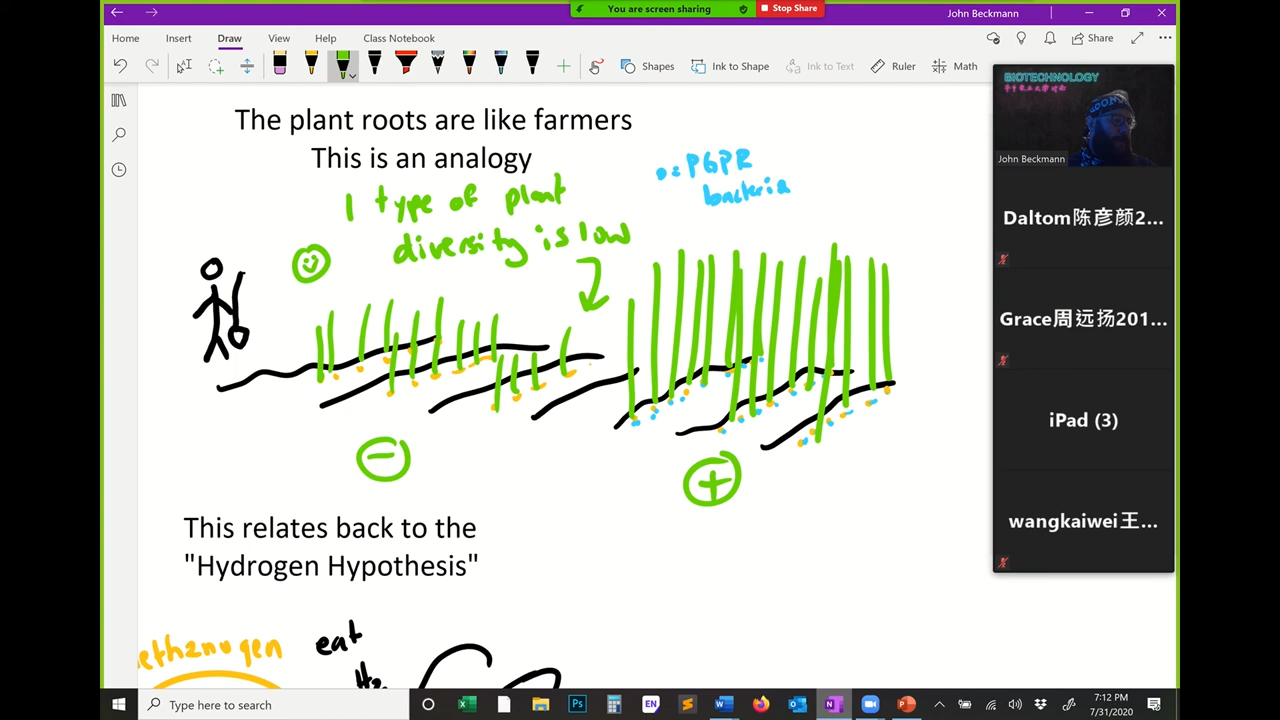 You are screen sharing
Stop Share
John Beckmann
Home Insert Draw View Help Class Notebook
Share
Shapes
Ink to Shape
Ink to Text
Ruler
Math
BIOTECHNOLOGY
John Beckmann
Daltom陈彦颜2...
Grace周远扬201...
iPad (3)
wangkaiwei王...
The plant roots are like farmers
This is an analogy
1 type of plant
diversity is low
= PGPR
bacteria
−
+
This relates back to the
"Hydrogen Hypothesis"
ethanogen
eat
H2
Type here to search
EN
7:12 PM
7/31/2020